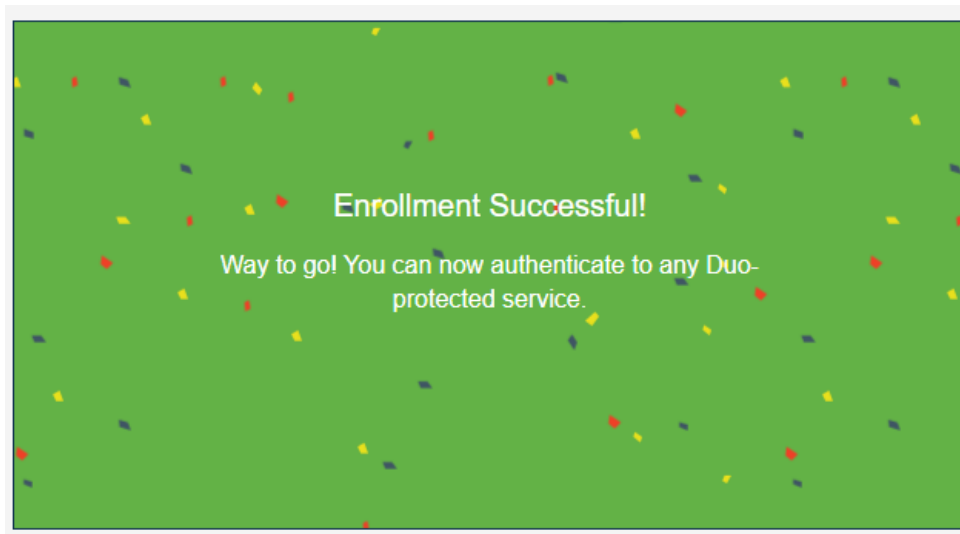 Enrollment Successful!
Way to go! You can now authenticate to any Duo-
protected service.